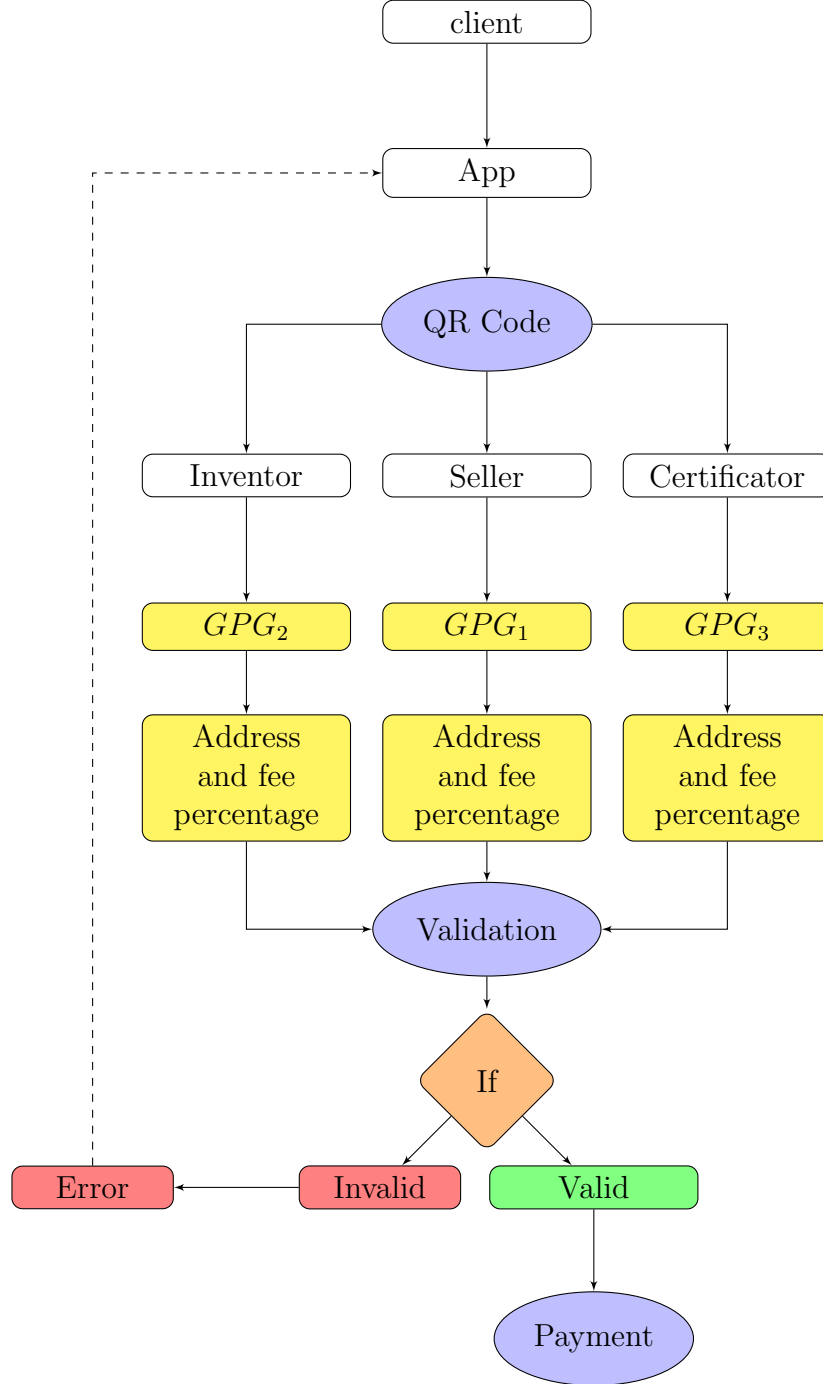 client
App
QR Code
Inventor
Seller
Certificator
GPG₂
GPG₁
GPG₃
Address
and fee
percentage
Address
and fee
percentage
Address
and fee
percentage
Validation
If
Error
Invalid
Valid
Payment